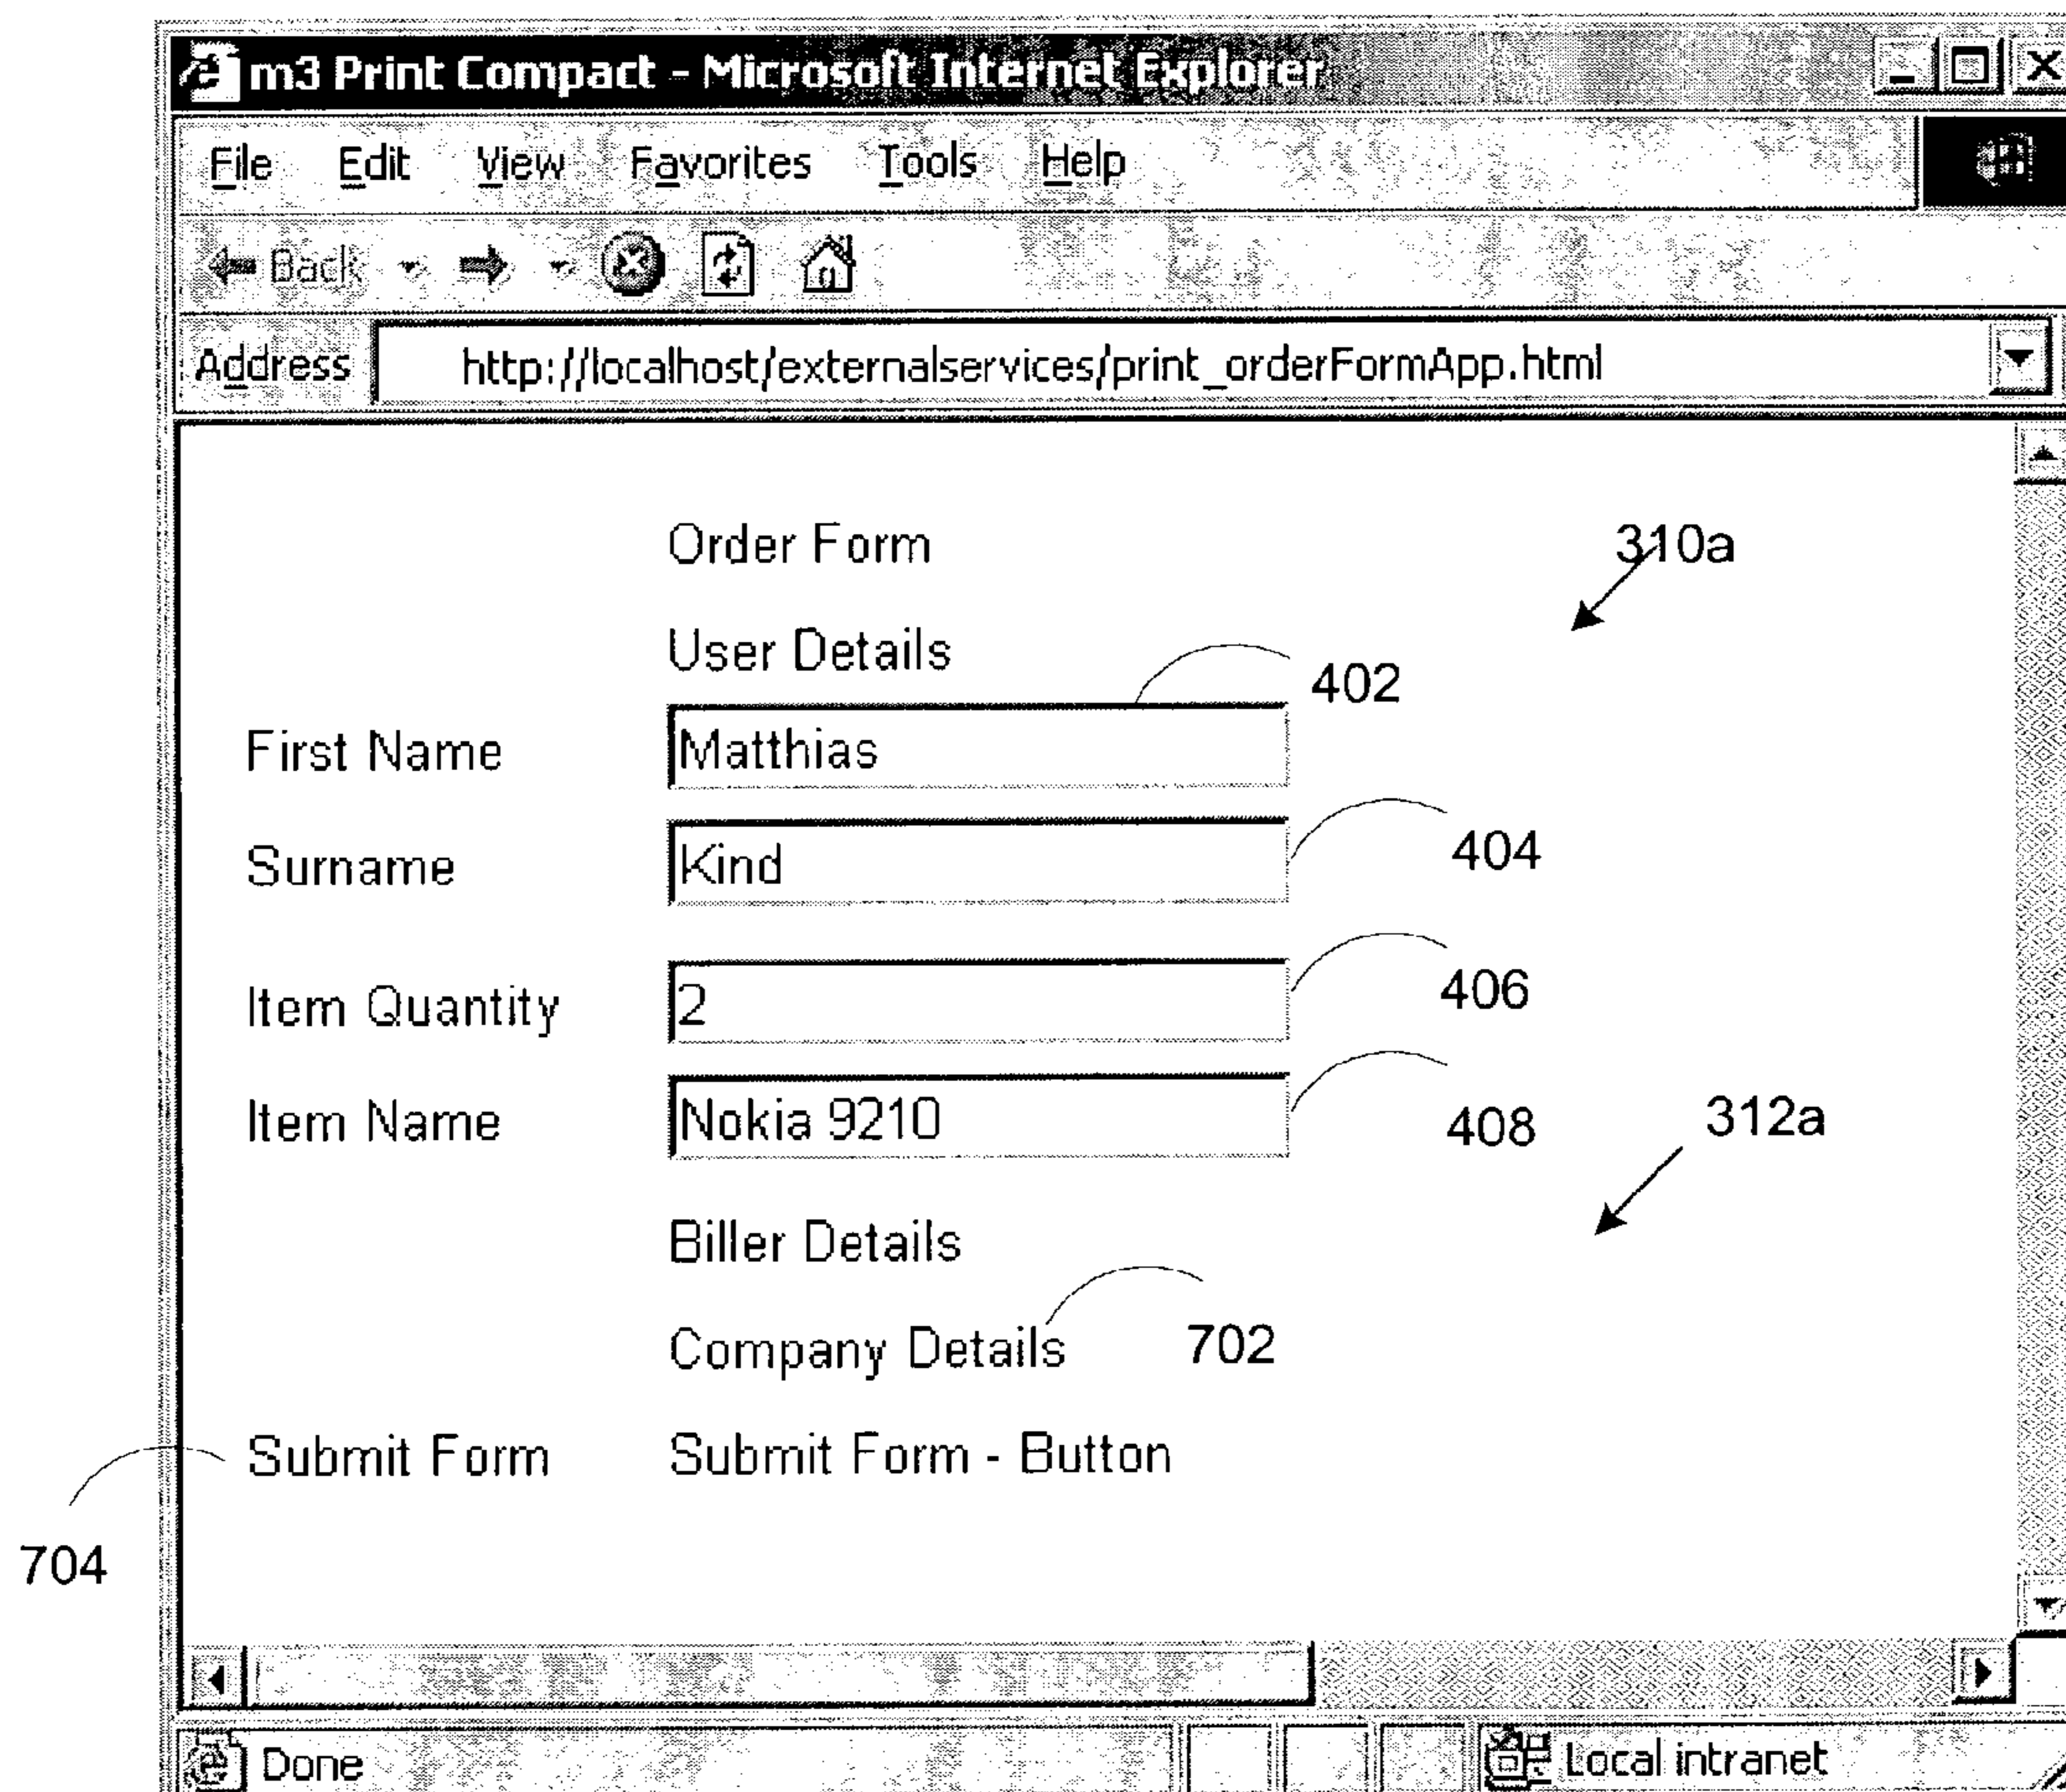 m3 Print Compact - Microsoft Internet Explorer
File Edit View Favorites Tools Help
Back
Address http://localhost/externalservices/print_orderFormApp.html
Order Form 310a
User Details 402
First Name Matthias
Surname Kind 404
Item Quantity 2 406
Item Name Nokia 9210 408 312a
Biller Details
Company Details 702
Submit Form Submit Form - Button
704
Done Local intranet